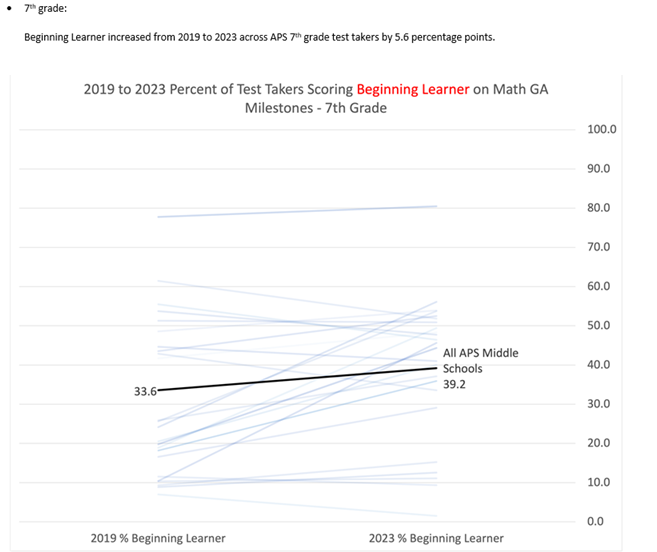 • 7th grade:
Beginning Learner increased from 2019 to 2023 across APS 7th grade test takers by 5.6 percentage points.
2019 to 2023 Percent of Test Takers Scoring Beginning Learner on Math GA
Milestones - 7th Grade
100.0
90.0
80.0
70.0
60.0
50.0
All APS Middle
Schools
39.2
40.0
33.6
30.0
20.0
10.0
0.0
2019 % Beginning Learner
2023 % Beginning Learner